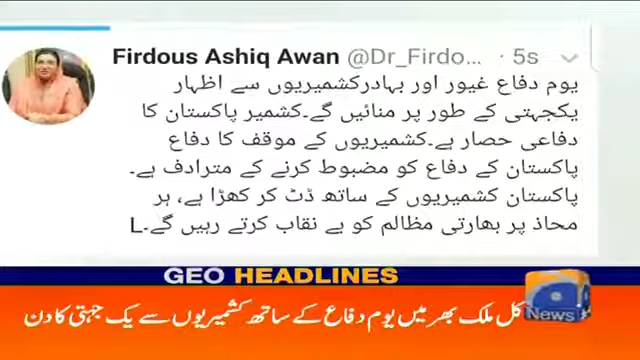 Firdous Ashiq Awan @Dr_Firdo... · 5s
یوم دفاع غیور اور بہادرکشمیریوں سے اظہار
یکجہتی کے طور پر منائیں گے۔کشمیر پاکستان کا
دفاعی حصار ہے۔کشمیریوں کے موقف کا دفاع
پاکستان کے دفاع کو مضبوط کرنے کے مترادف ہے۔
پاکستان کشمیریوں کے ساتھ ڈٹ کر کھڑا ہے، ہر
محاذ پر بھارتی مظالم کو بے نقاب کرتے رہیں گے۔L
GEO HEADLINES
کل ملک بھر میں یوم دفاع کے ساتھ کشمیریوں سے یک جہتی کا دن
News